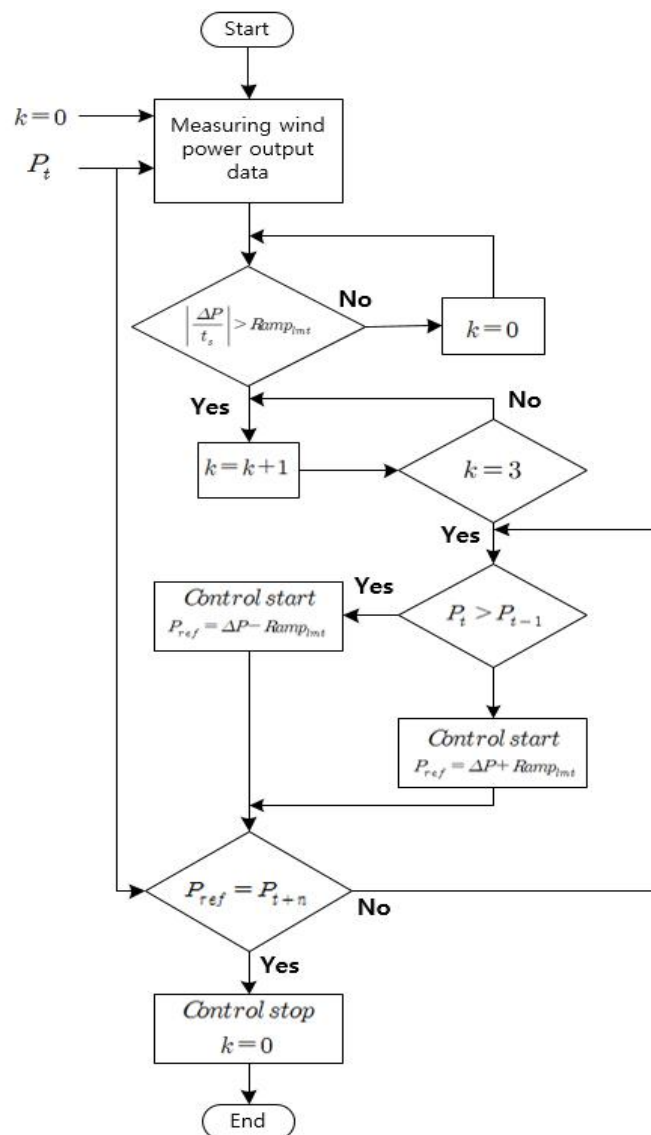 Start
k=0
P_t
Measuring wind
power output
data
|ΔP/t_s| > Ramp_lmt
No
k=0
Yes
No
k=k+1
k=3
Yes
Yes
P_t > P_{t-1}
Control start
P_ref = ΔP - Ramp_lmt
Control start
P_ref = ΔP + Ramp_lmt
P_ref = P_{t+n}
No
Yes
Control stop
k=0
End